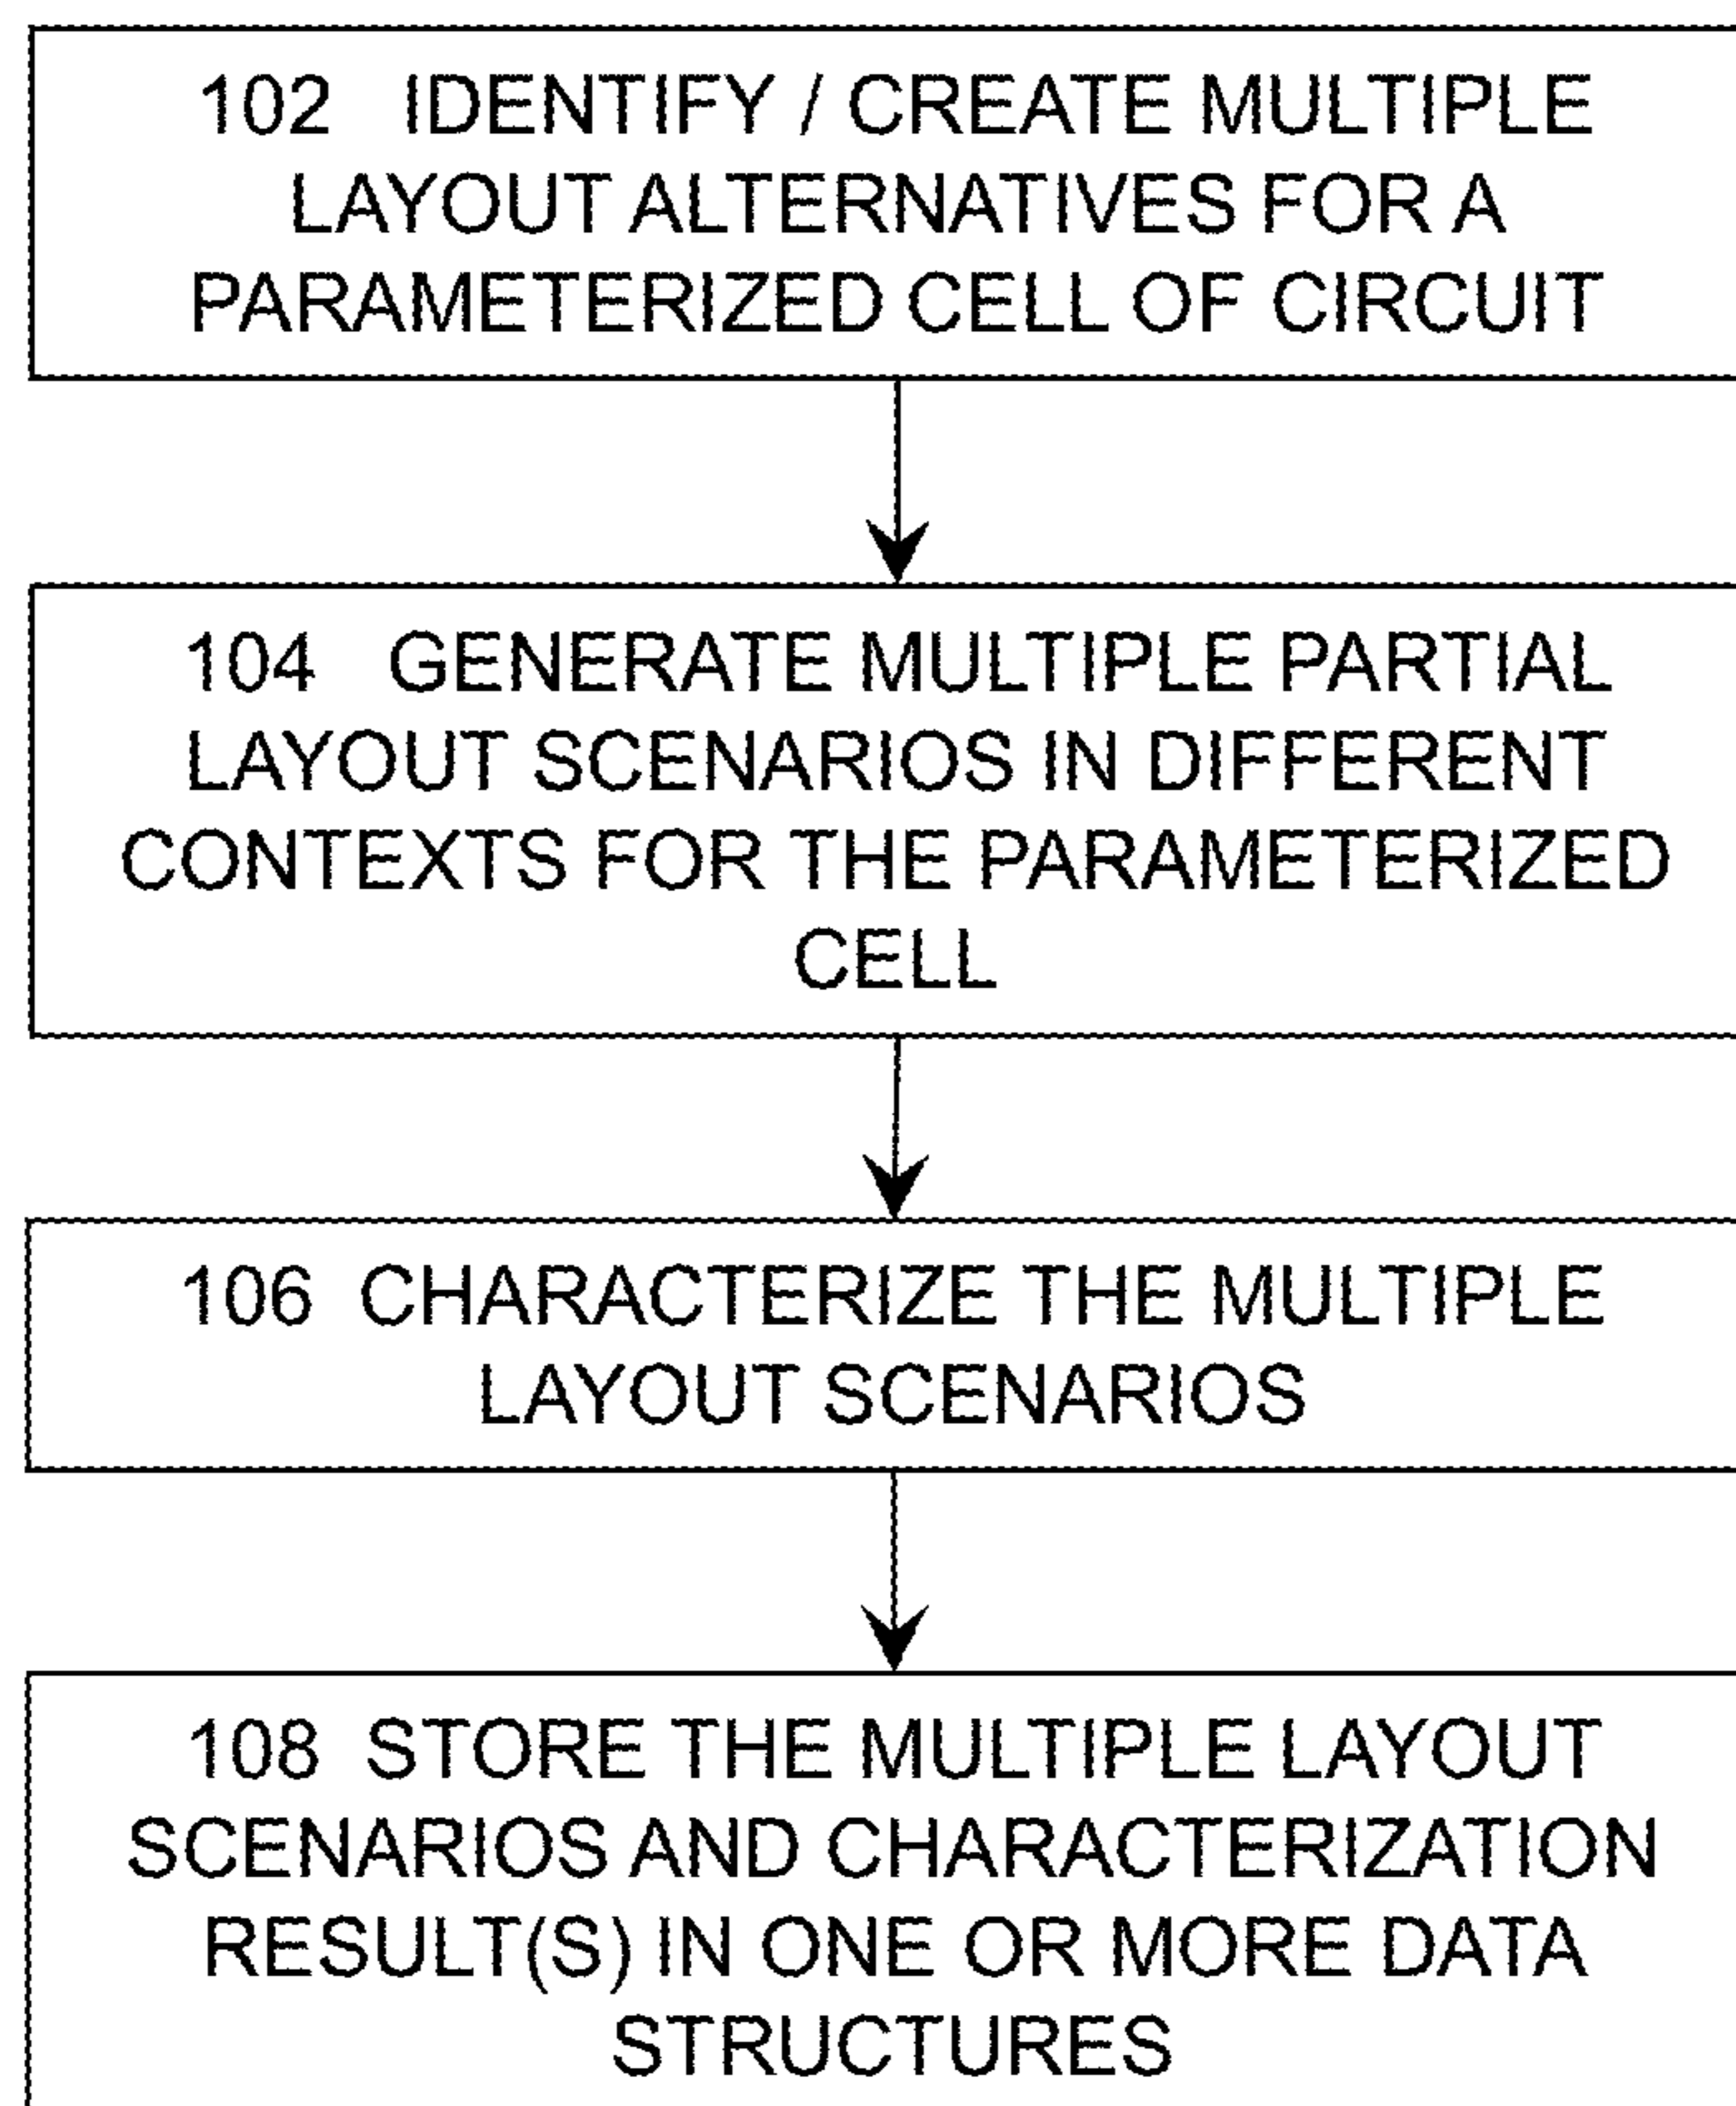 102 IDENTIFY / CREATE MULTIPLE
LAYOUT ALTERNATIVES FOR A
PARAMETERIZED CELL OF CIRCUIT
104 GENERATE MULTIPLE PARTIAL
LAYOUT SCENARIOS IN DIFFERENT
CONTEXTS FOR THE PARAMETERIZED
CELL
106 CHARACTERIZE THE MULTIPLE
LAYOUT SCENARIOS
108 STORE THE MULTIPLE LAYOUT
SCENARIOS AND CHARACTERIZATION
RESULT(S) IN ONE OR MORE DATA
STRUCTURES